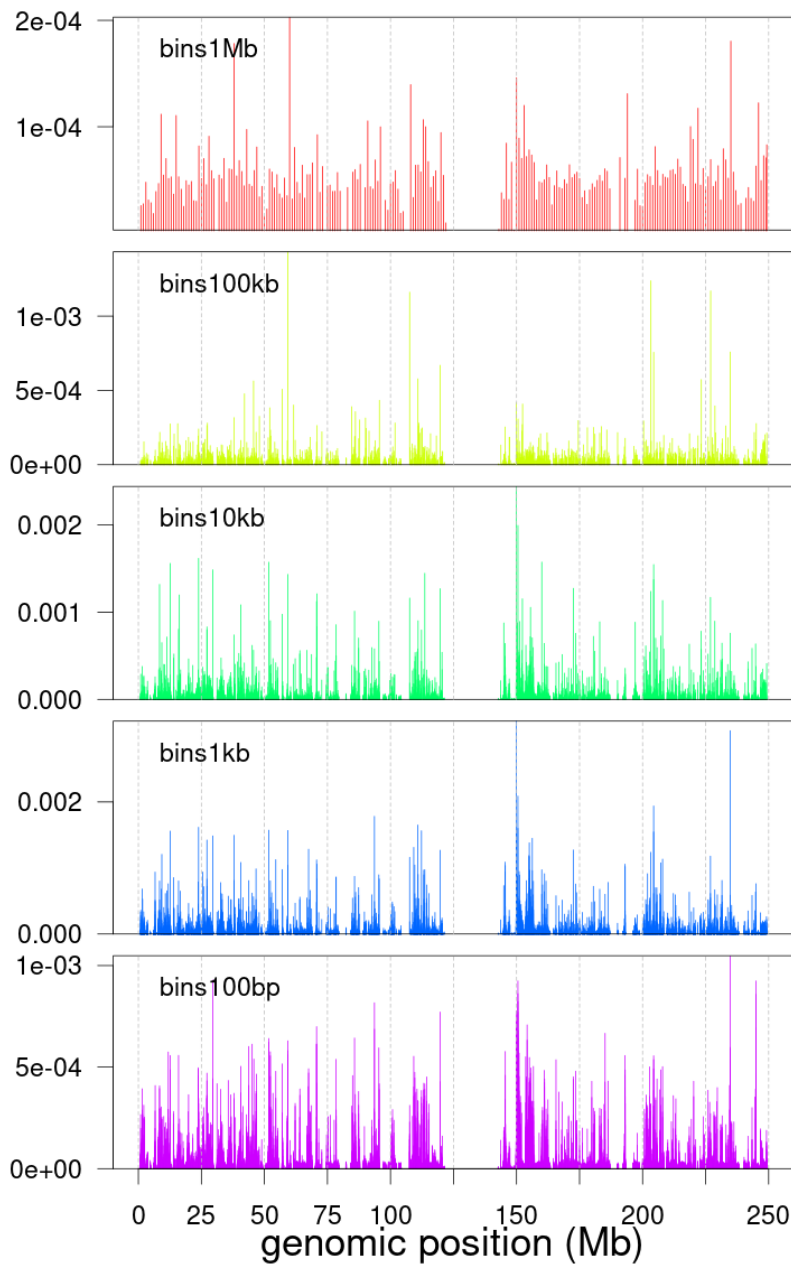 2e-04
bins1Mb
1e-04
bins100kb
1e-03
5e-04
0e+00
bins10kb
0.002
0.001
0.000
bins1kb
0.002
0.000
1e-03
bins100bp
5e-04
0e+00
0 25 50 75 100 150 200 250
genomic position (Mb)